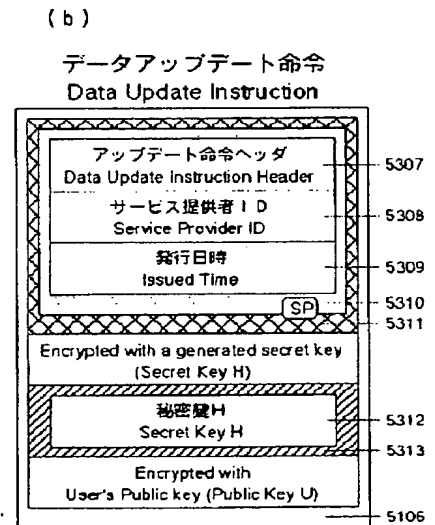 (b)
データアップデート命令
Data Update Instruction
アップデート命令ヘッダ
Data Update Instruction Header
5307
サービス提供者ID
Service Provider ID
5308
発行日時
Issued Time
5309
SP
5310
5311
Encrypted with a generated secret key
(Secret Key H)
秘密鍵H
Secret Key H
5312
5313
Encrypted with
User's Public key (Public Key U)
5106